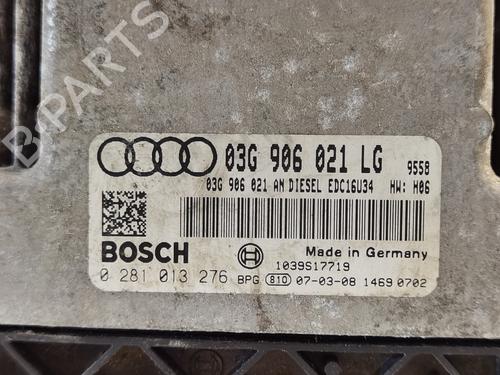 B-PARTS
03G 906 021 LG 9558
03G 906 021 AN DIESEL EDC16U34 HW: H06
BOSCH
Made in Germany
1039S17719
0 281 013 276 BPG 810 07-03-08 1469 0702